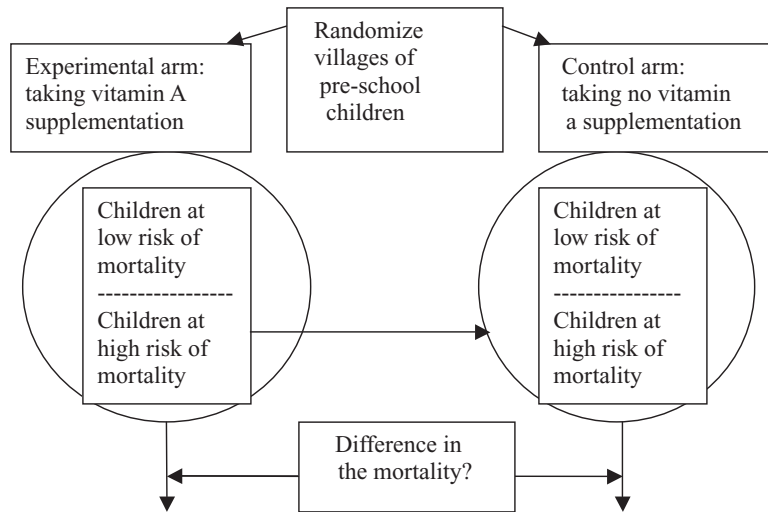 Randomize
villages of
pre-school
children
Experimental arm:
taking vitamin A
supplementation
Control arm:
taking no vitamin
a supplementation
Children at
low risk of
mortality
-----------------
Children at
high risk of
mortality
Children at
low risk of
mortality
----------------
Children at
high risk of
mortality
Difference in
the mortality?